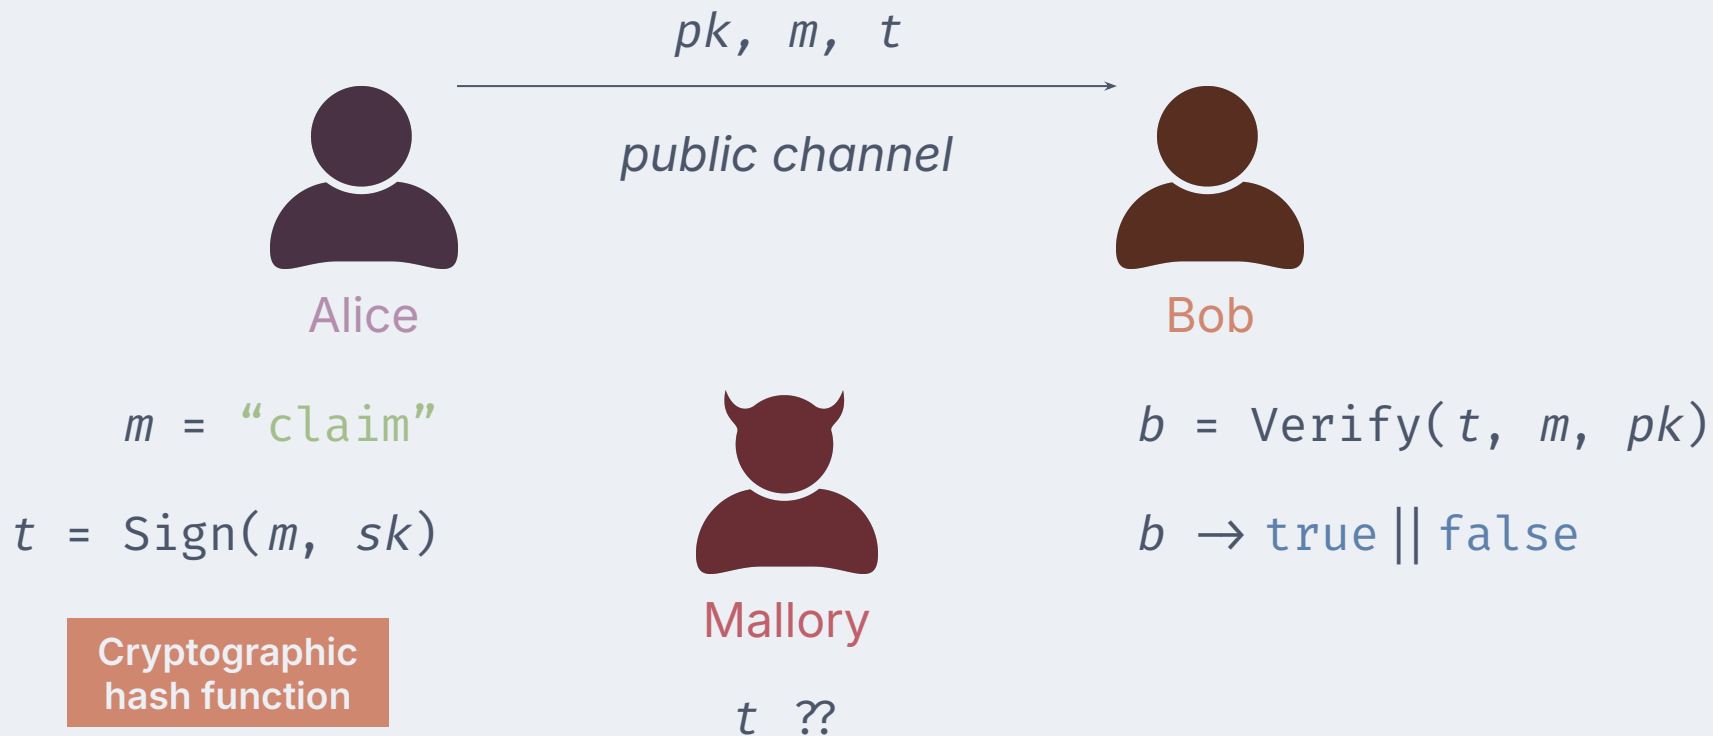 pk, m, t
public channel
Alice
Bob
m = “claim”
t = Sign(m, sk)
Cryptographic
hash function
Mallory
t ??
b = Verify(t, m, pk)
b → true || false